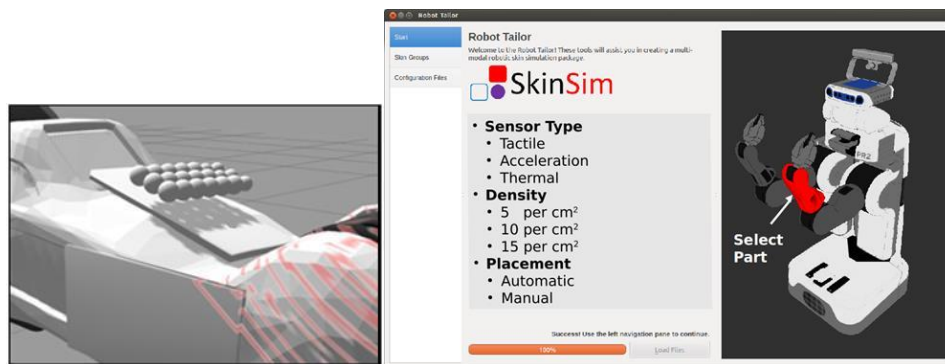 Robot Tailor
Start
Skin Groups
Configuration Files
Robot Tailor
Welcome to the Robot Tailor! These tools will assist you in creating a multi-
modal robotic skin simulation package.
SkinSim
• Sensor Type
• Tactile
• Acceleration
• Thermal
• Density
• 5 per cm²
• 10 per cm²
• 15 per cm²
• Placement
• Automatic
• Manual
Success! Use the left navigation pane to continue.
100%
Load Files
PR2
Select
Part